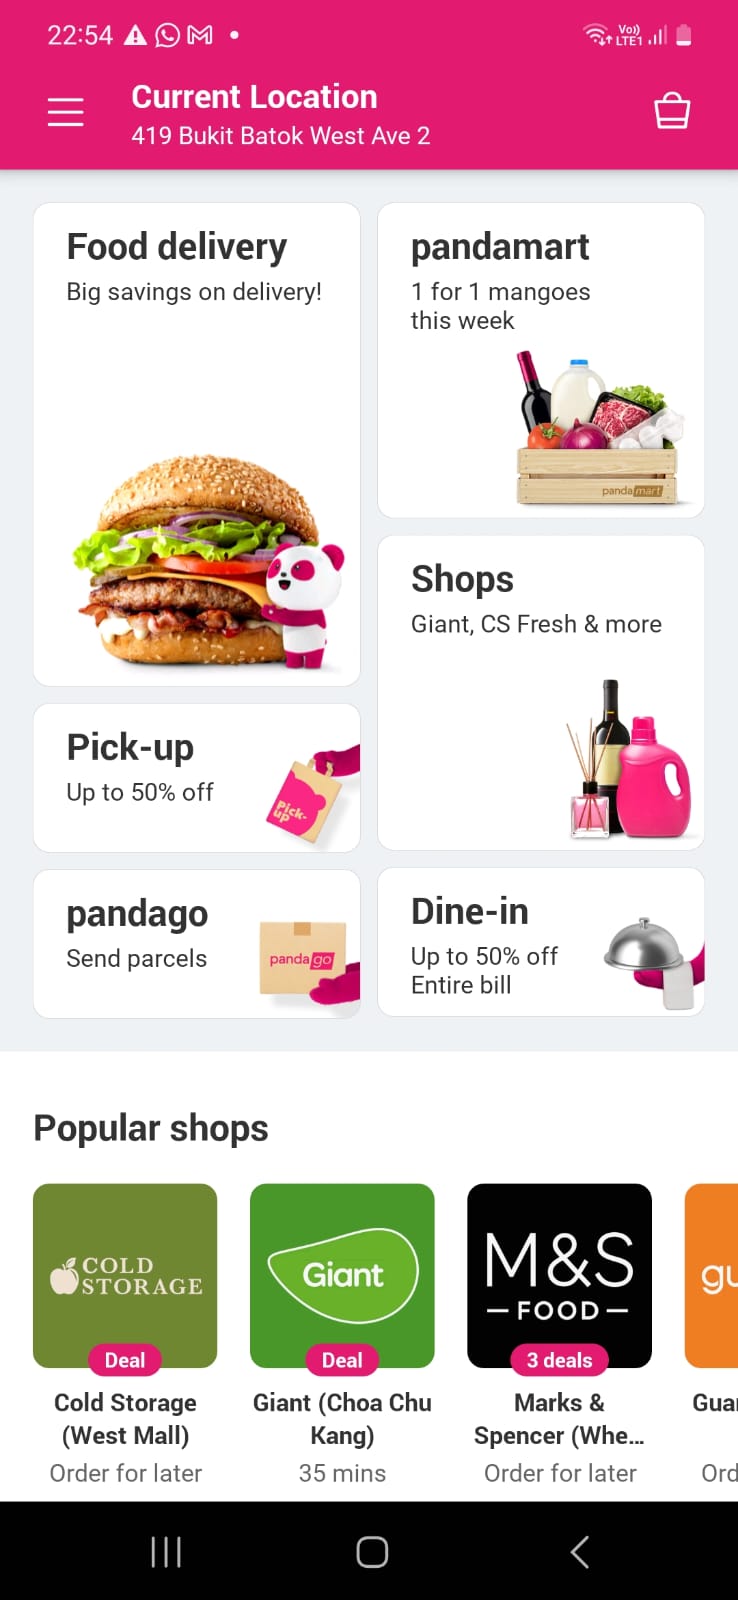 22:54
Vo))
LTE1
Current Location
419 Bukit Batok West Ave 2
Food delivery
Big savings on delivery!
pandamart
1 for 1 mangoes
this week
pandamart
Shops
Giant, CS Fresh & more
Pick-up
Up to 50% off
Pick-
up
pandago
Send parcels
pandago
Dine-in
Up to 50% off
Entire bill
Popular shops
COLD
STORAGE
Deal
Cold Storage
(West Mall)
Order for later
Giant
Deal
Giant (Choa Chu
Kang)
35 mins
M&S
FOOD
3 deals
Marks &
Spencer (Whe...
Order for later
gu
Guar
Ord